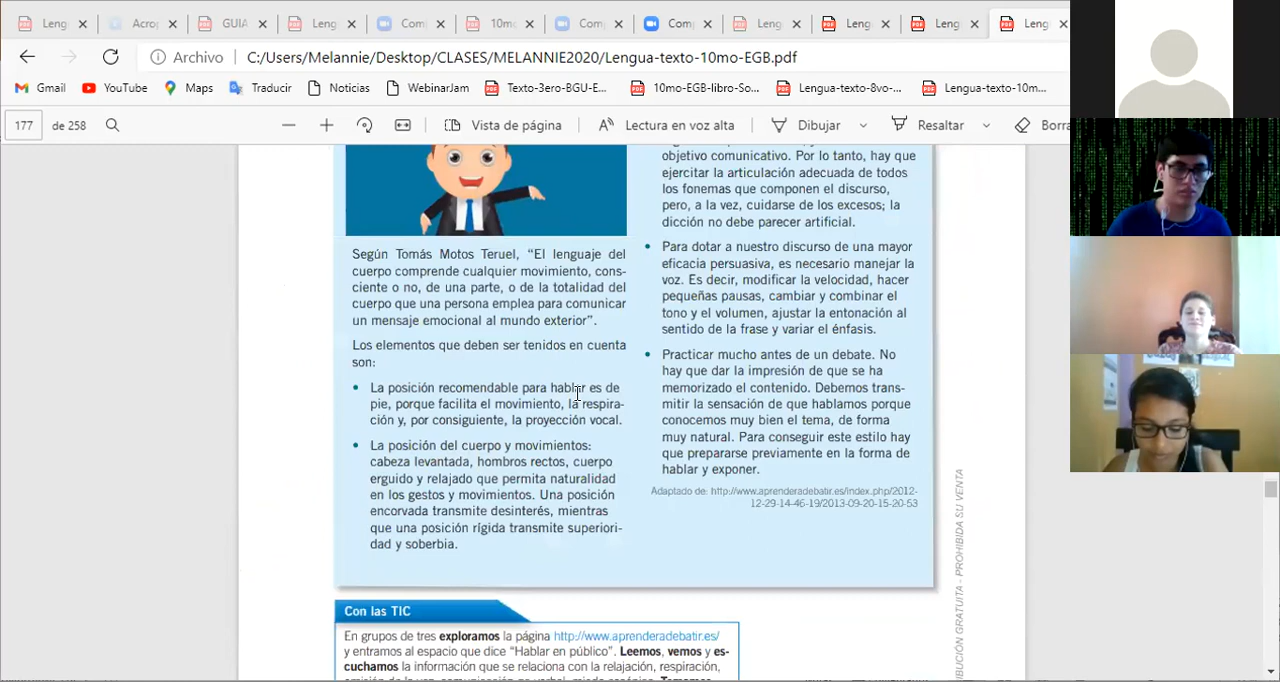 Leng
Acrop
GUIA
Leng
Comp
10mo
Comp
Comp
Leng
Leng
Leng
Leng
Archivo
C:/Users/Melannie/Desktop/CLASES/MELANNIE2020/Lengua-texto-10mo-EGB.pdf
Gmail
YouTube
Maps
Traducir
Noticias
WebinarJam
Texto-3ero-BGU-E...
10mo-EGB-libro-So...
Lengua-texto-8vo-...
Lengua-texto-10m...
177
de 258
Vista de página
Lectura en voz alta
Dibujar
Resaltar
Borra
Según Tomás Motos Teruel, “El lenguaje del
cuerpo comprende cualquier movimiento, cons-
ciente o no, de una parte, o de la totalidad del
cuerpo que una persona emplea para comunicar
un mensaje emocional al mundo exterior”.
Los elementos que deben ser tenidos en cuenta
son:
• La posición recomendable para hablar es de
pie, porque facilita el movimiento, la respira-
ción y, por consiguiente, la proyección vocal.
• La posición del cuerpo y movimientos:
cabeza levantada, hombros rectos, cuerpo
erguido y relajado que permita naturalidad
en los gestos y movimientos. Una posición
encorvada transmite desinterés, mientras
que una posición rígida transmite superiori-
dad y soberbia.
objetivo comunicativo. Por lo tanto, hay que
ejercitar la articulación adecuada de todos
los fonemas que componen el discurso,
pero, a la vez, cuidarse de los excesos; la
dicción no debe parecer artificial.
• Para dotar a nuestro discurso de una mayor
eficacia persuasiva, es necesario manejar la
voz. Es decir, modificar la velocidad, hacer
pequeñas pausas, cambiar y combinar el
tono y el volumen, ajustar la entonación al
sentido de la frase y variar el énfasis.
• Practicar mucho antes de un debate. No
hay que dar la impresión de que se ha
memorizado el contenido. Debemos trans-
mitir la sensación de que hablamos porque
conocemos muy bien el tema, de forma
muy natural. Para conseguir este estilo hay
que prepararse previamente en la forma de
hablar y exponer.
Adaptado de: http://www.aprenderadebatir.es/index.php/2012-
12-29-14-46-19/2013-09-20-15-20-53
Con las TIC
En grupos de tres exploramos la página http://www.aprenderadebatir.es/
y entramos al espacio que dice “Hablar en público”. Leemos, vemos y es-
cuchamos la información que se relaciona con la relajación, respiración,
IBUCIÓN GRATUITA - PROHIBIDA SU VENTA